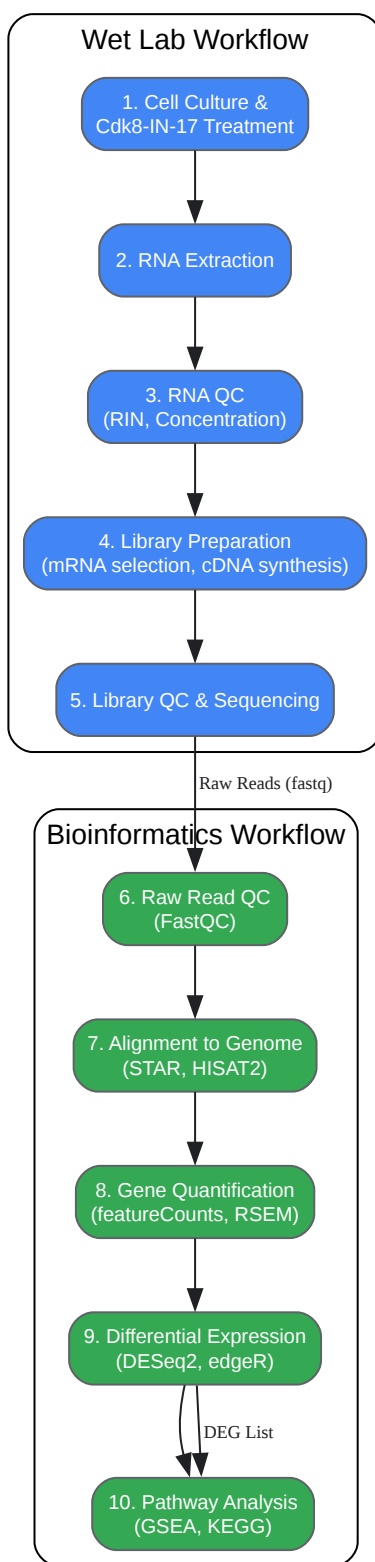 Wet Lab Workflow
1. Cell Culture &
Cdk8-IN-17 Treatment
2. RNA Extraction
3. RNA QC
(RIN, Concentration)
4. Library Preparation
(mRNA selection, cDNA synthesis)
5. Library QC & Sequencing
Raw Reads (fastq)
Bioinformatics Workflow
6. Raw Read QC
(FastQC)
7. Alignment to Genome
(STAR, HISAT2)
8. Gene Quantification
(featureCounts, RSEM)
9. Differential Expression
(DESeq2, edgeR)
DEG List
10. Pathway Analysis
(GSEA, KEGG)